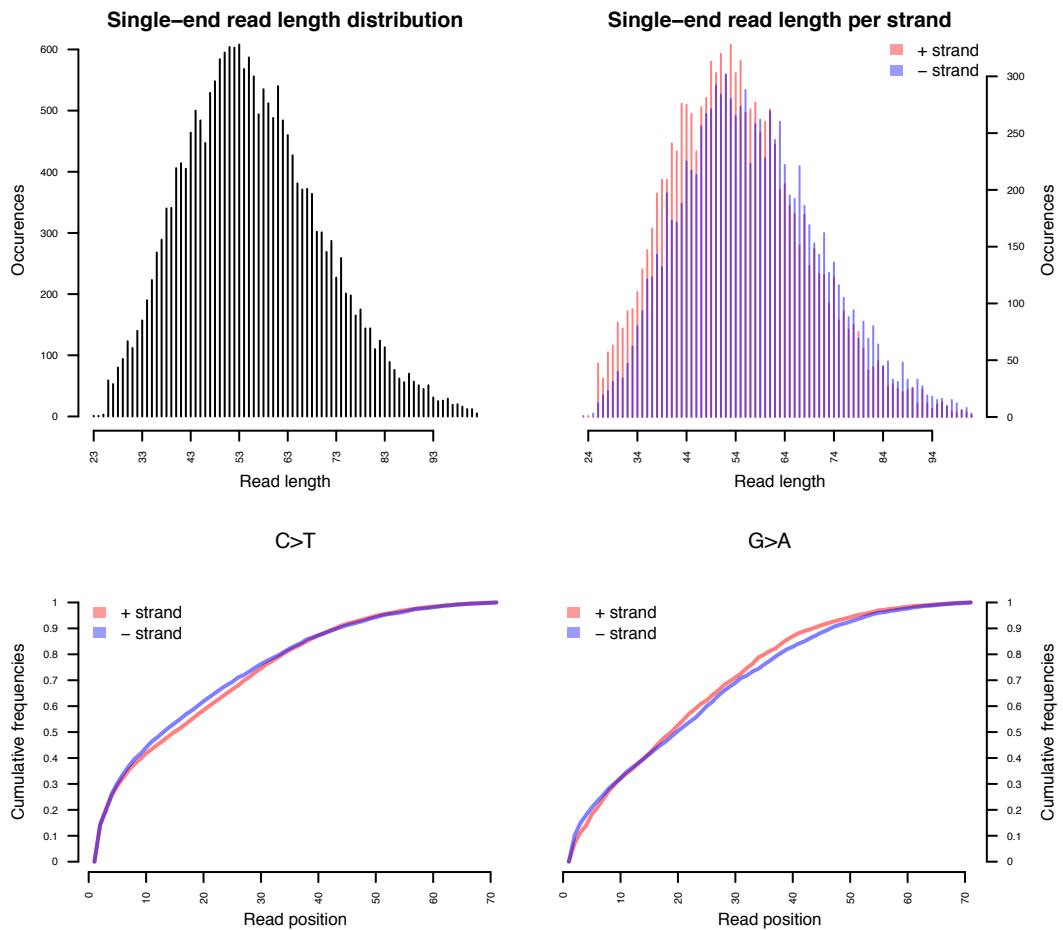 Single−end read length distribution
Occurences
600
500
400
300
200
100
0
23 33 43 53 63 73 83 93
Read length
Single−end read length per strand
+ strand
− strand
300
250
200
150
100
50
0
Occurences
24 34 44 54 64 74 84 94
Read length
C>T
+ strand
− strand
Cumulative frequencies
1
0.9
0.8
0.7
0.6
0.5
0.4
0.3
0.2
0.1
0
0 10 20 30 40 50 60 70
Read position
G>A
+ strand
− strand
1
0.9
0.8
0.7
0.6
0.5
0.4
0.3
0.2
0.1
0
Cumulative frequencies
0 10 20 30 40 50 60 70
Read position